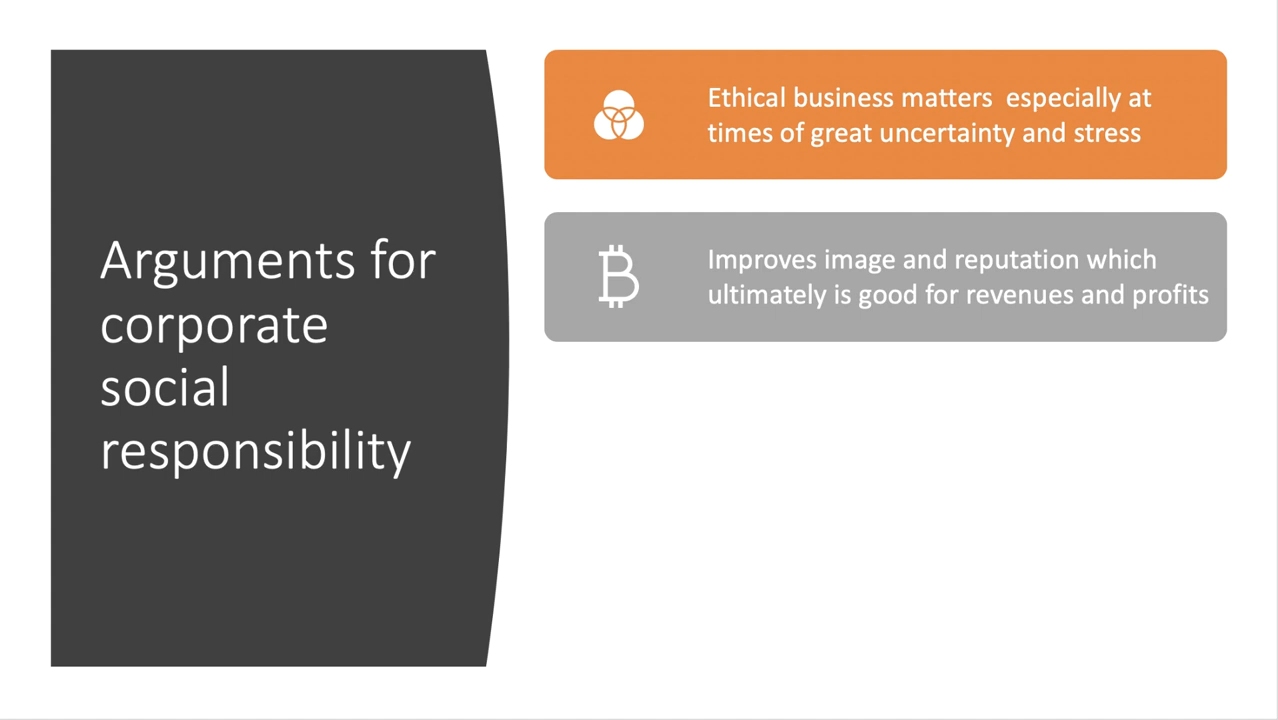 Arguments for
corporate
social
responsibility
Ethical business matters  especially at
times of great uncertainty and stress
Improves image and reputation which
ultimately is good for revenues and profits